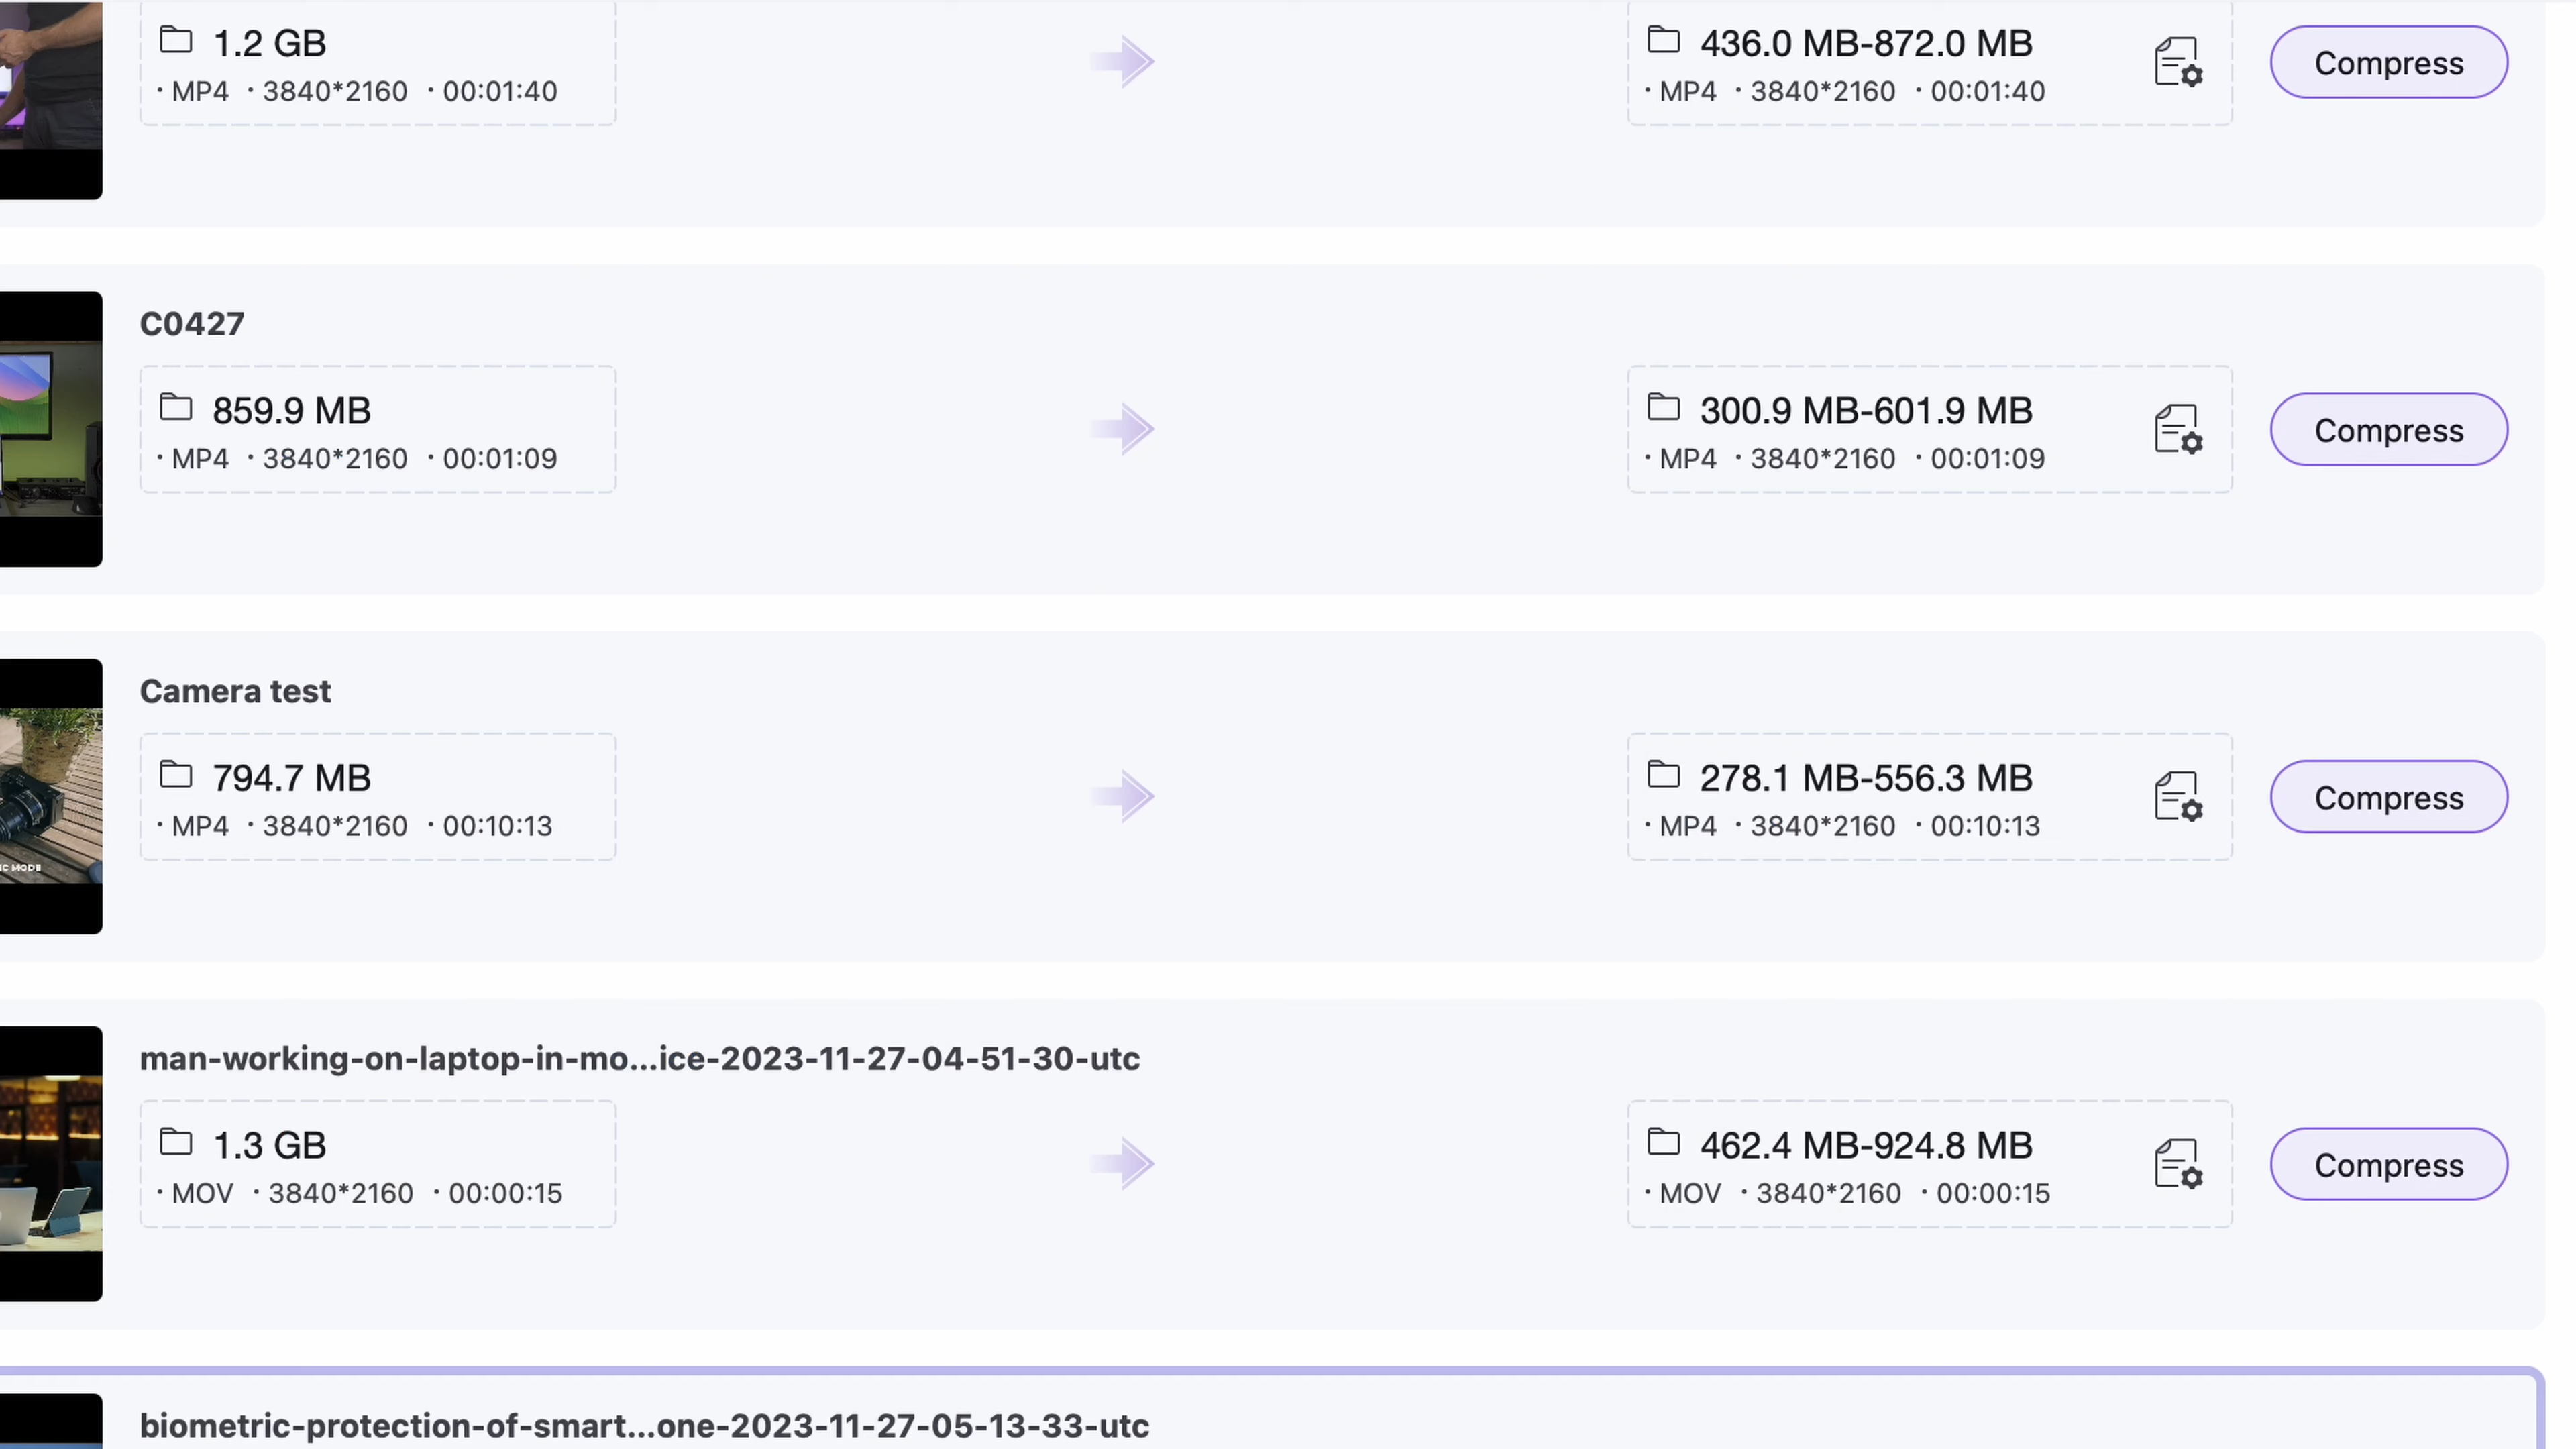 1.2 GB
· MP4 · 3840*2160 · 00:01:40
436.0 MB-872.0 MB
· MP4 · 3840*2160 · 00:01:40
Compress
C0427
859.9 MB
· MP4 · 3840*2160 · 00:01:09
300.9 MB-601.9 MB
· MP4 · 3840*2160 · 00:01:09
Compress
Camera test
794.7 MB
· MP4 · 3840*2160 · 00:10:13
278.1 MB-556.3 MB
· MP4 · 3840*2160 · 00:10:13
Compress
man-working-on-laptop-in-mo...ice-2023-11-27-04-51-30-utc
1.3 GB
· MOV · 3840*2160 · 00:00:15
462.4 MB-924.8 MB
· MOV · 3840*2160 · 00:00:15
Compress
biometric-protection-of-smart...one-2023-11-27-05-13-33-utc